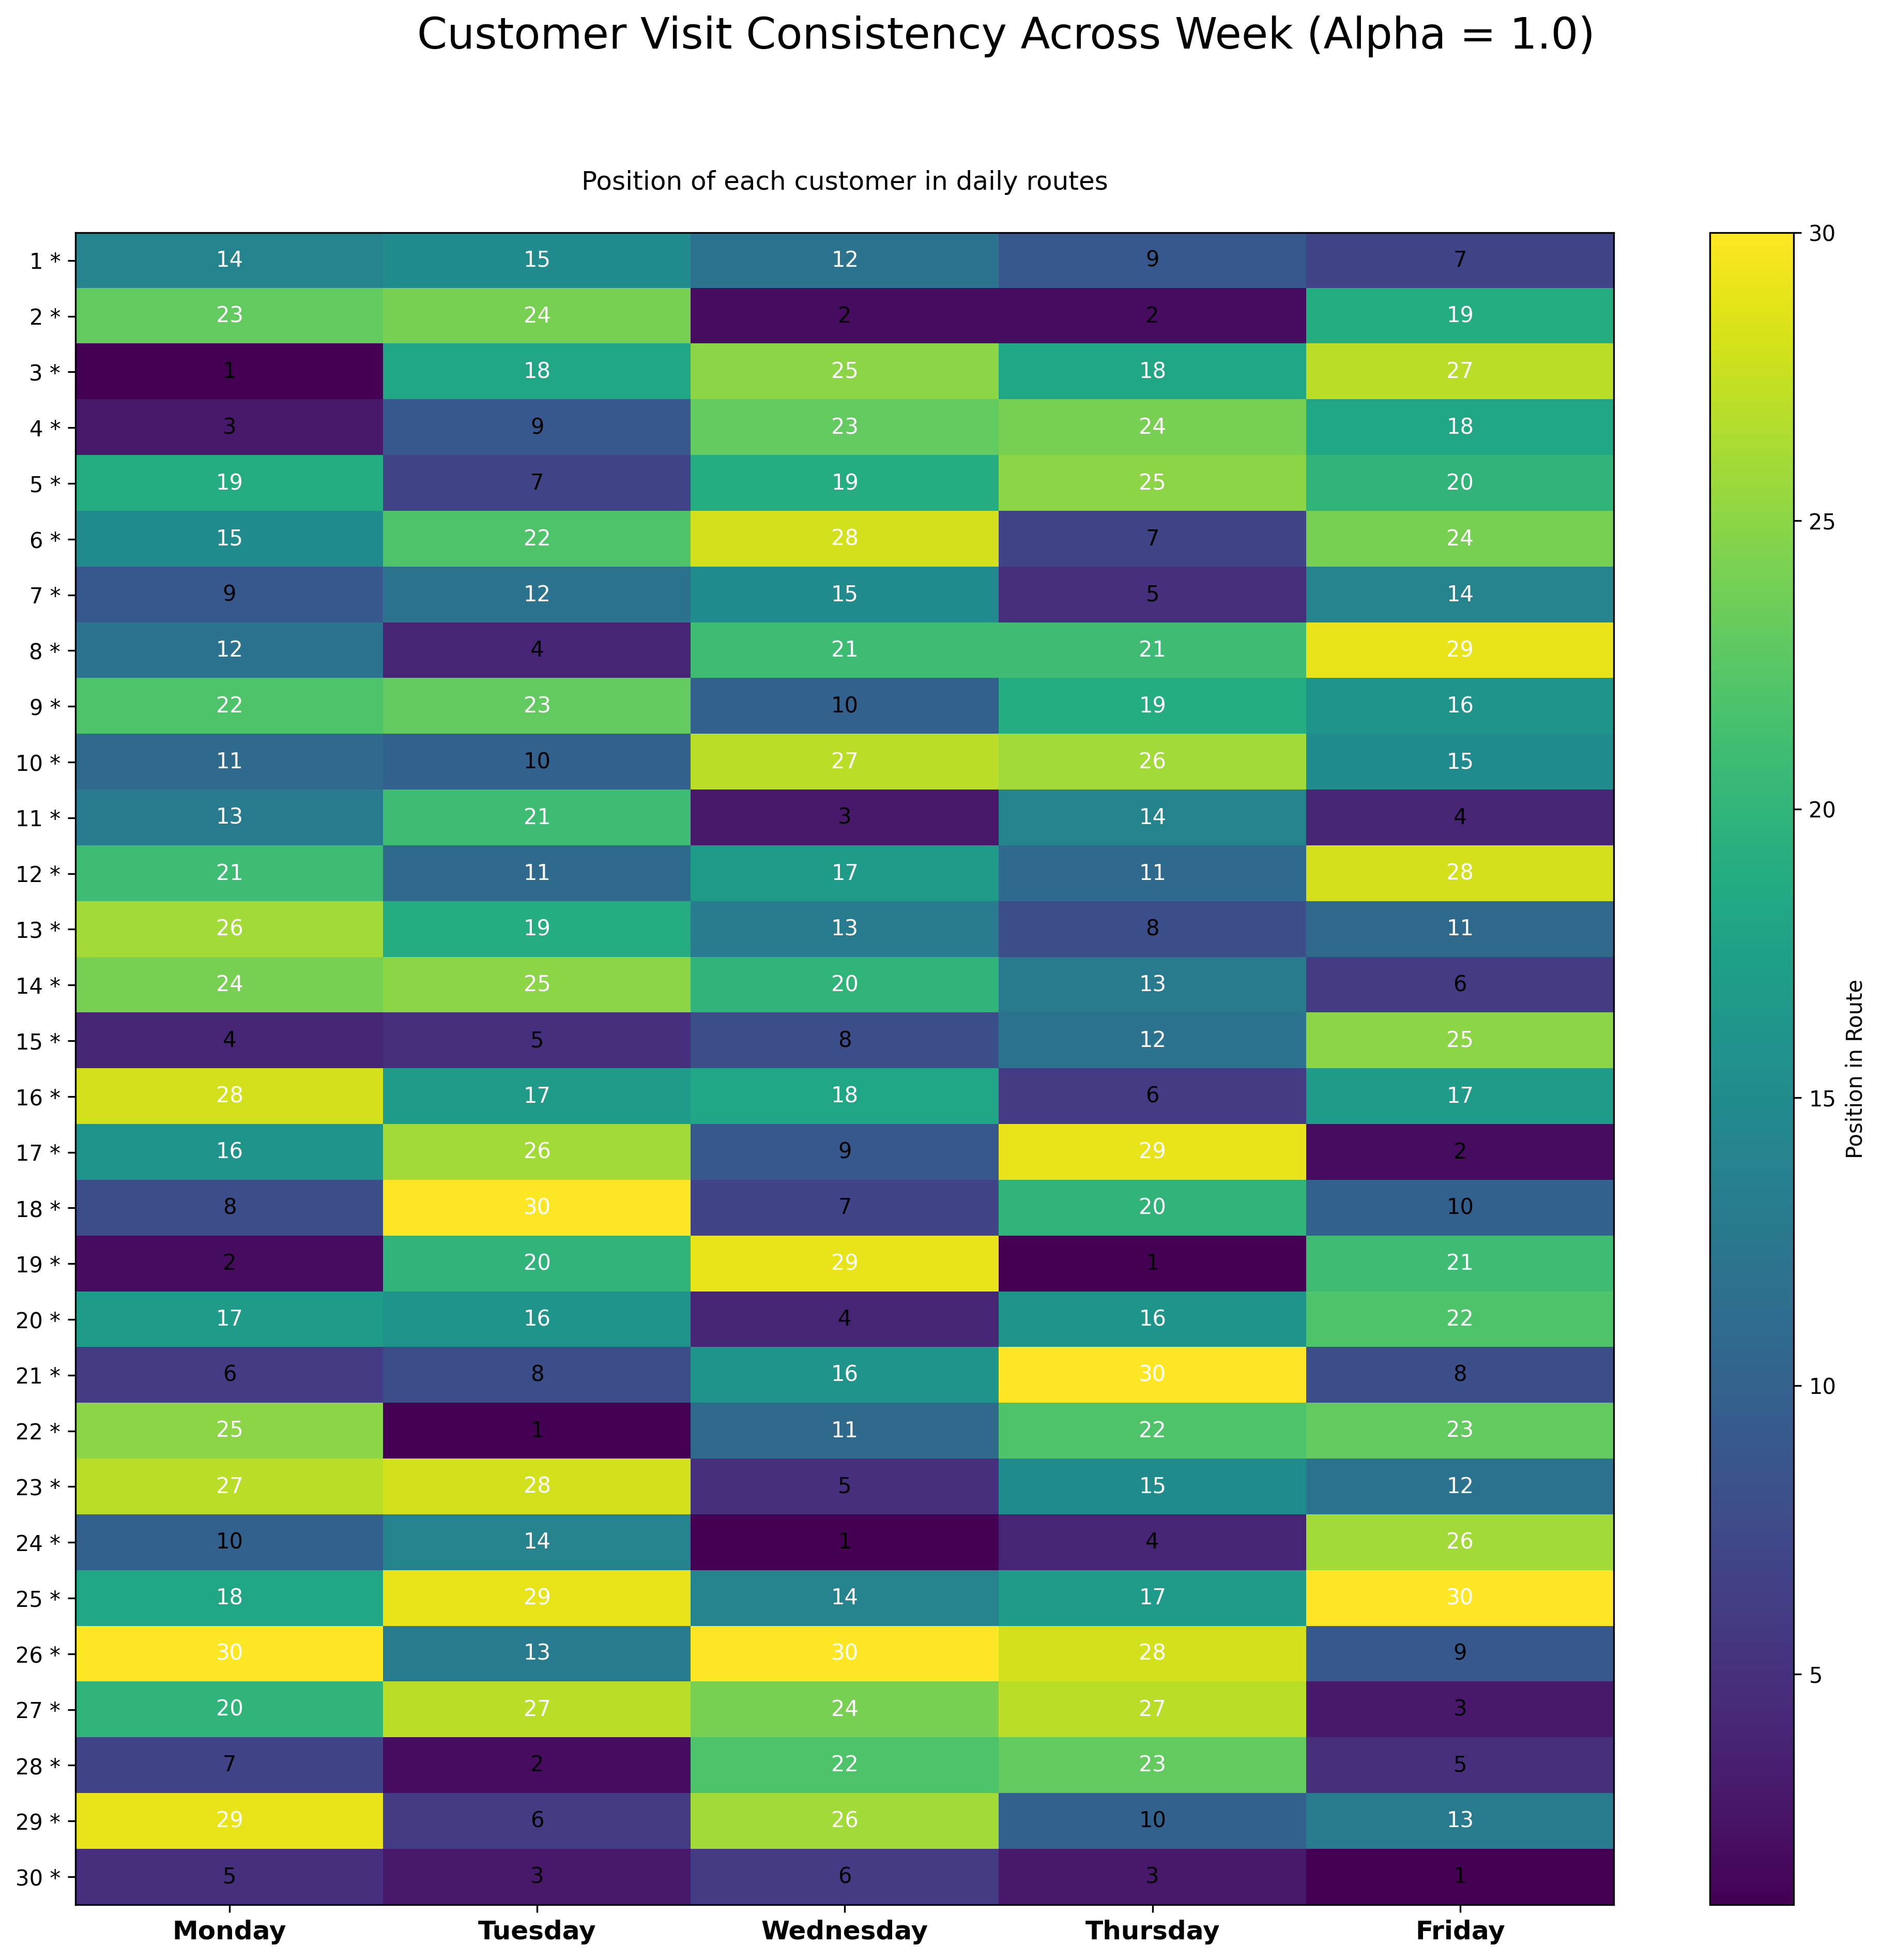 Customer Visit Consistency Across Week (Alpha = 1.0)
Position of each customer in daily routes
1 * 14 15 12 9 7
2 * 23 24 2 2 19
3 * 1 18 25 18 27
4 * 3 9 23 24 18
5 * 19 7 19 25 20
6 * 15 22 28 7 24
7 * 9 12 15 5 14
8 * 12 4 21 21 29
9 * 22 23 10 19 16
10 * 11 10 27 26 15
11 * 13 21 3 14 4
12 * 21 11 17 11 28
13 * 26 19 13 8 11
14 * 24 25 20 13 6
15 * 4 5 8 12 25
16 * 28 17 18 6 17
17 * 16 26 9 29 2
18 * 8 30 7 20 10
19 * 2 20 29 1 21
20 * 17 16 4 16 22
21 * 6 8 16 30 8
22 * 25 1 11 22 23
23 * 27 28 5 15 12
24 * 10 14 1 4 26
25 * 18 29 14 17 30
26 * 30 13 30 28 9
27 * 20 27 24 27 3
28 * 7 2 22 23 5
29 * 29 6 26 10 13
30 * 5 3 6 3 1
Monday Tuesday Wednesday Thursday Friday
30
25
20
15
10
5
Position in Route